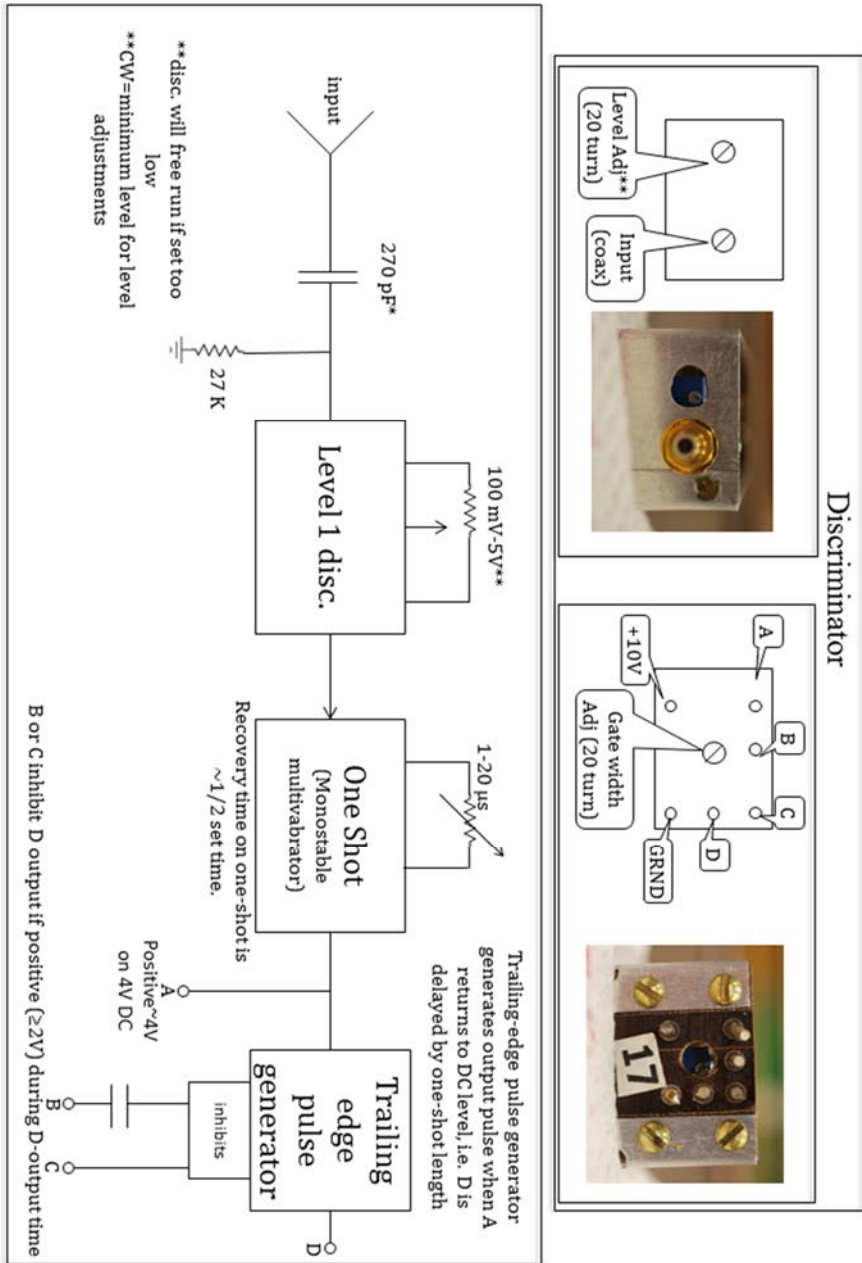 Discriminator
Level Adj**
(20 turn)
Input
(coax)
A
B
C
+10V
Gate width
Adj (20 turn)
D
GRND
17
input
270 pF*
27 K
**disc. will free run if set too
low
**CW=minimum level for level
adjustments
100 mV-5V**
Level 1 disc.
1-20 μs
One Shot
(Monostable
multivabrator)
Recovery time on one-shot is
~1/2 set time.
Trailing-edge pulse generator
generates output pulse when A
returns to DC level, i.e. D is
delayed by one-shot length
A
Positive~4V
on 4V DC
Trailing
edge
pulse
generator
inhibits
B
C
D
B or C inhibit D output if positive (≥2V) during D-output time